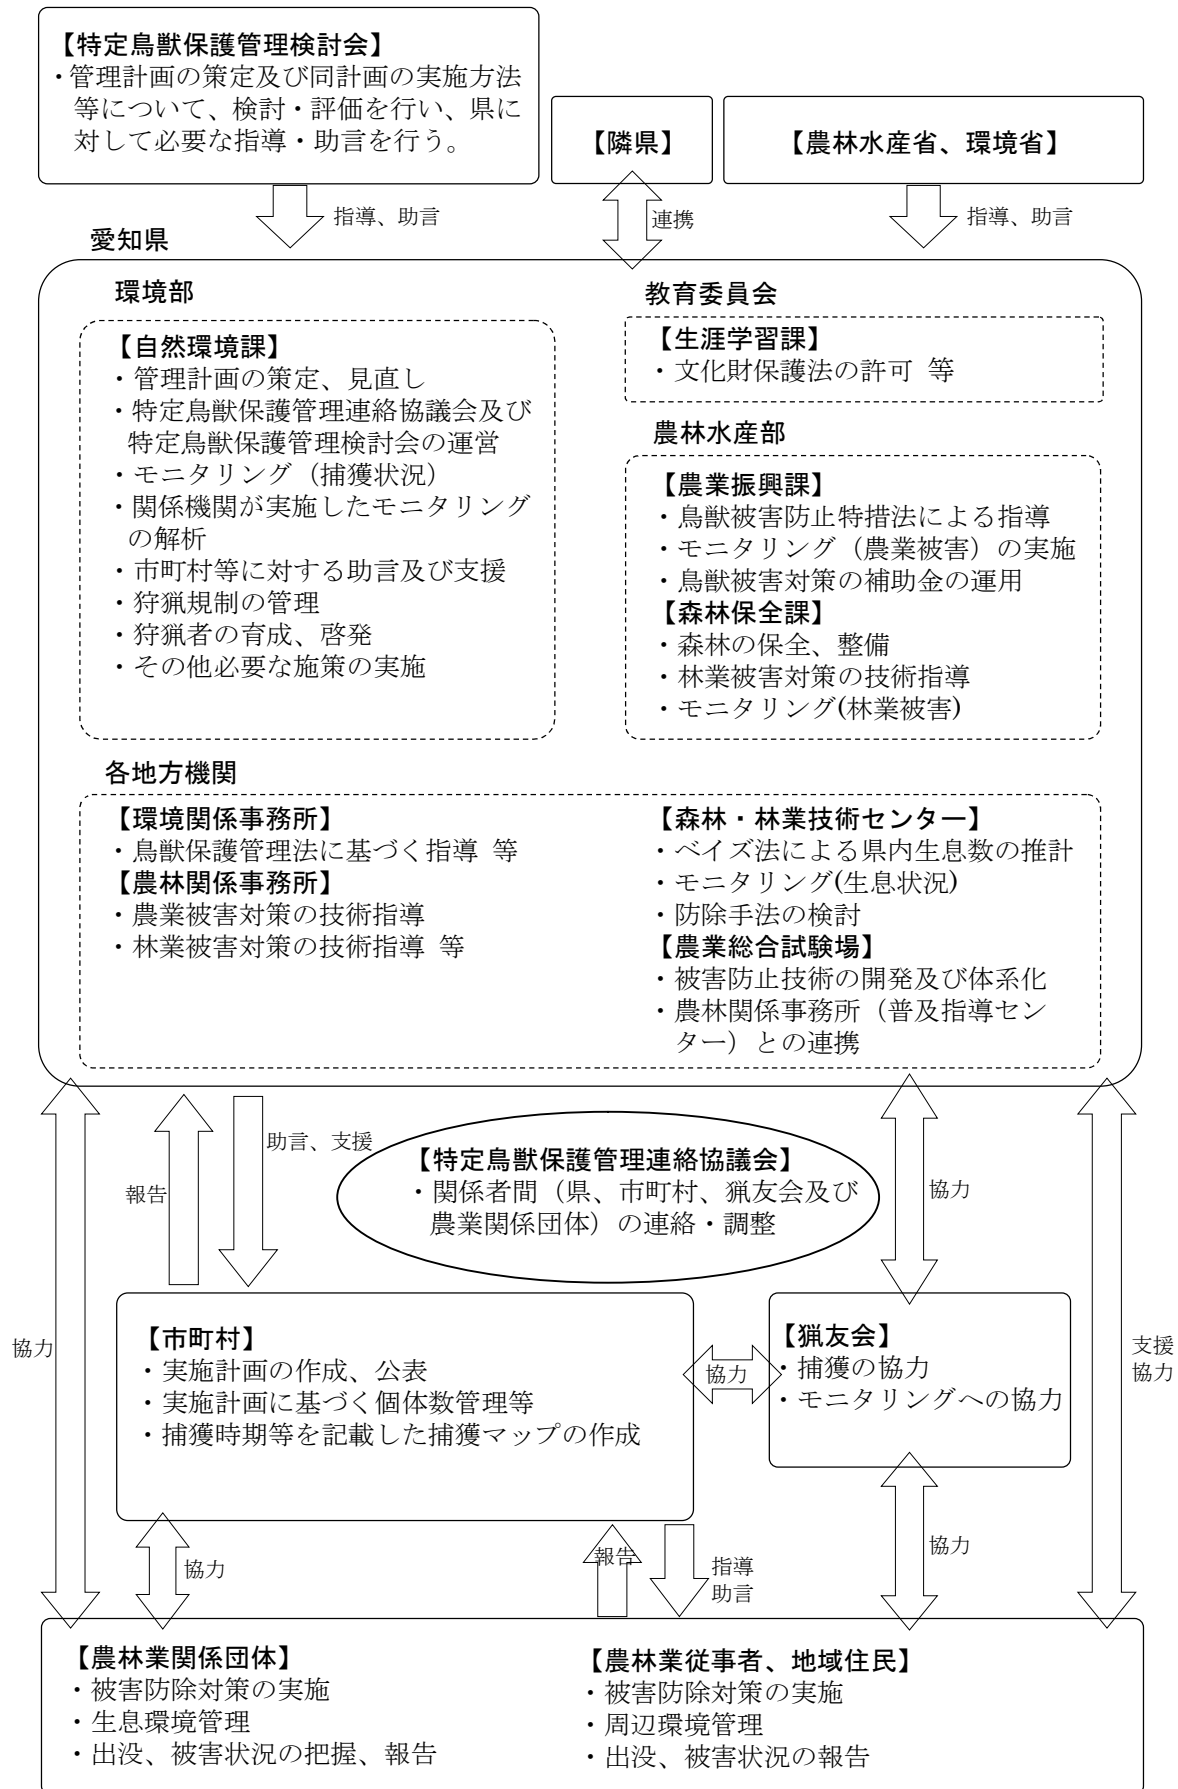 【特定鳥獣保護管理検討会】
・管理計画の策定及び同計画の実施方法
等について、検討・評価を行い、県に
対して必要な指導・助言を行う。
【隣県】
【農林水産省、環境省】
指導、助言
連携
指導、助言
愛知県
環境部
【自然環境課】
・管理計画の策定、見直し
・特定鳥獣保護管理連絡協議会及び
特定鳥獣保護管理検討会の運営
・モニタリング（捕獲状況）
・関係機関が実施したモニタリング
の解析
・市町村等に対する助言及び支援
・狩猟規制の管理
・狩猟者の育成、啓発
・その他必要な施策の実施
教育委員会
【生涯学習課】
・文化財保護法の許可 等
農林水産部
【農業振興課】
・鳥獣被害防止特措法による指導
・モニタリング（農業被害）の実施
・鳥獣被害対策の補助金の運用
【森林保全課】
・森林の保全、整備
・林業被害対策の技術指導
・モニタリング(林業被害)
各地方機関
【環境関係事務所】
・鳥獣保護管理法に基づく指導 等
【農林関係事務所】
・農業被害対策の技術指導
・林業被害対策の技術指導 等
【森林・林業技術センター】
・ベイズ法による県内生息数の推計
・モニタリング(生息状況)
・防除手法の検討
【農業総合試験場】
・被害防止技術の開発及び体系化
・農林関係事務所（普及指導セン
ター）との連携
報告
助言、支援
【特定鳥獣保護管理連絡協議会】
・関係者間（県、市町村、猟友会及び
農業関係団体）の連絡・調整
協力
協力
【市町村】
・実施計画の作成、公表
・実施計画に基づく個体数管理等
・捕獲時期等を記載した捕獲マップの作成
協力
【猟友会】
・捕獲の協力
・モニタリングへの協力
支援
協力
協力
報告
指導
助言
協力
【農林業関係団体】
・被害防除対策の実施
・生息環境管理
・出没、被害状況の把握、報告
【農林業従事者、地域住民】
・被害防除対策の実施
・周辺環境管理
・出没、被害状況の報告